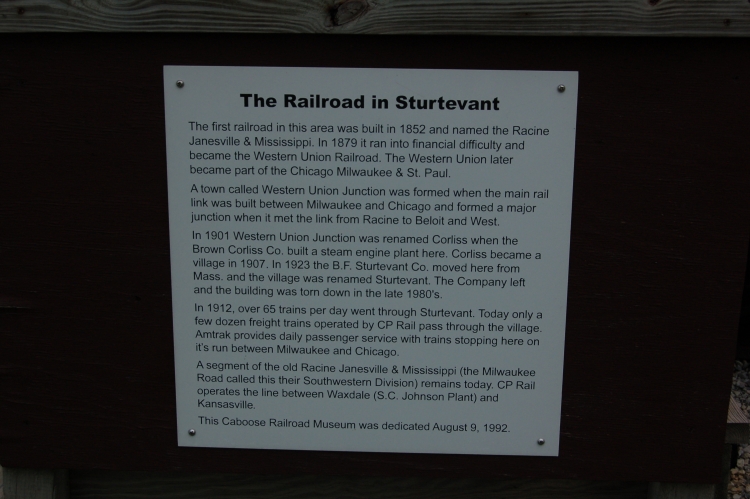 The Railroad in Sturtevant
The first railroad in this area was built in 1852 and named the Racine
Janesville & Mississippi. In 1879 it ran into financial difficulty and
became the Western Union Railroad. The Western Union later
became part of the Chicago Milwaukee & St. Paul.
A town called Western Union Junction was formed when the main rail
link was built between Milwaukee and Chicago and formed a major
junction when it met the link from Racine to Beloit and West.
In 1901 Western Union Junction was renamed Corliss when the
Brown Corliss Co. built a steam engine plant here. Corliss became a
village in 1907. In 1923 the B.F. Sturtevant Co. moved here from
Mass. and the village was renamed Sturtevant. The Company left
and the building was torn down in the late 1980's.
In 1912, over 65 trains per day went through Sturtevant. Today only a
few dozen freight trains operated by CP Rail pass through the village.
Amtrak provides daily passenger service with trains stopping here on
it's run between Milwaukee and Chicago.
A segment of the old Racine Janesville & Mississippi (the Milwaukee
Road called this their Southwestern Division) remains today. CP Rail
operates the line between Waxdale (S.C. Johnson Plant) and
Kansasville.
This Caboose Railroad Museum was dedicated August 9, 1992.